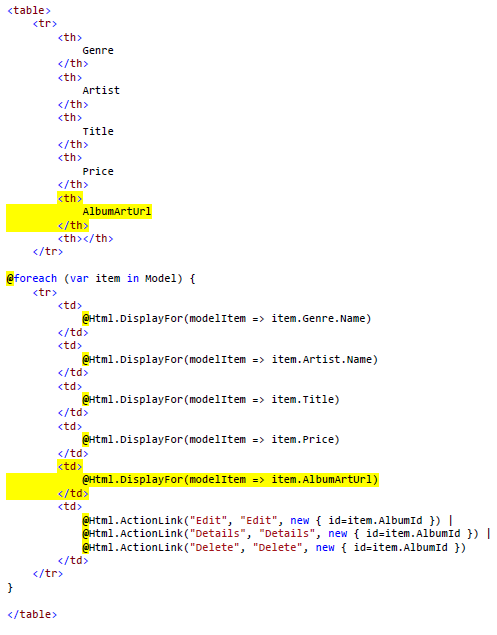 <table>
    <tr>
        <th>
            Genre
        </th>
        <th>
            Artist
        </th>
        <th>
            Title
        </th>
        <th>
            Price
        </th>
        <th>
            AlbumArtUrl
        </th>
        <th></th>
    </tr>

@foreach (var item in Model) {
    <tr>
        <td>
            @Html.DisplayFor(modelItem => item.Genre.Name)
        </td>
        <td>
            @Html.DisplayFor(modelItem => item.Artist.Name)
        </td>
        <td>
            @Html.DisplayFor(modelItem => item.Title)
        </td>
        <td>
            @Html.DisplayFor(modelItem => item.Price)
        </td>
        <td>
            @Html.DisplayFor(modelItem => item.AlbumArtUrl)
        </td>
        <td>
            @Html.ActionLink("Edit", "Edit", new { id=item.AlbumId }) |
            @Html.ActionLink("Details", "Details", new { id=item.AlbumId }) |
            @Html.ActionLink("Delete", "Delete", new { id=item.AlbumId })
        </td>
    </tr>
}

</table>